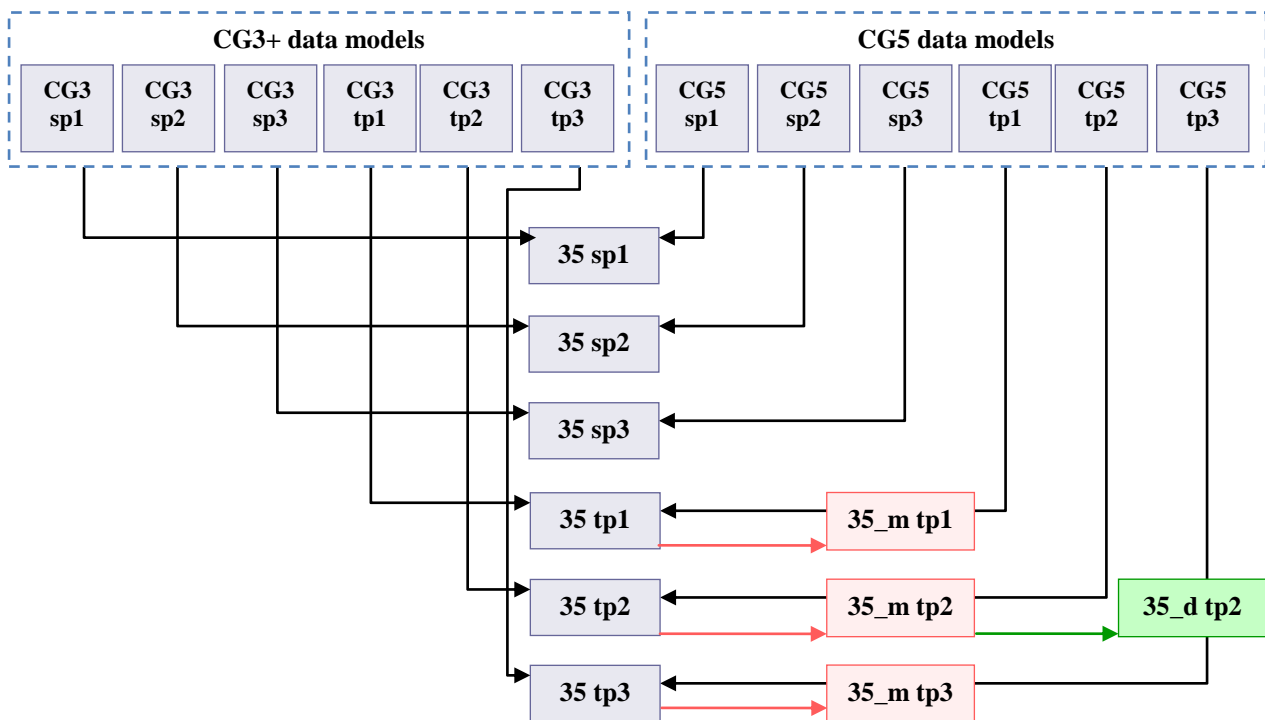 CG3+ data models
CG5 data models
CG3
sp1
CG3
sp2
CG3
sp3
CG3
tp1
CG3
tp2
CG3
tp3
CG5
sp1
CG5
sp2
CG5
sp3
CG5
tp1
CG5
tp2
CG5
tp3
35 sp1
35 sp2
35 sp3
35 tp1
35_m tp1
35 tp2
35_m tp2
35_d tp2
35 tp3
35_m tp3